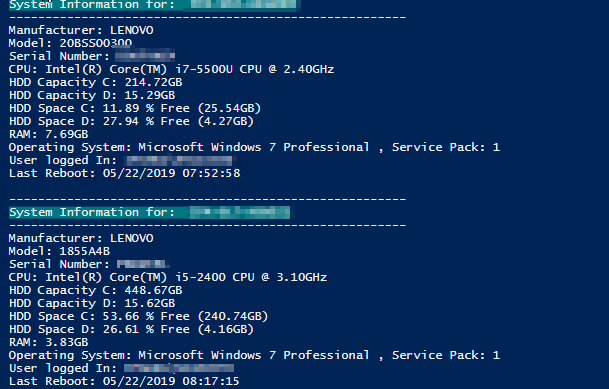 System Information for:
--------------------------------------------------------
Manufacturer: LENOVO
Model: 20BSS00300
Serial Number:
CPU: Intel(R) Core(TM) i7-5500U CPU @ 2.40GHz
HDD Capacity C: 214.72GB
HDD Capacity D: 15.29GB
HDD Space C: 11.89 % Free (25.54GB)
HDD Space D: 27.94 % Free (4.27GB)
RAM: 7.69GB
Operating System: Microsoft Windows 7 Professional , Service Pack: 1
User logged In:
Last Reboot: 05/22/2019 07:52:58
--------------------------------------------------------
System Information for:
--------------------------------------------------------
Manufacturer: LENOVO
Model: 1855A4B
Serial Number:
CPU: Intel(R) Core(TM) i5-2400 CPU @ 3.10GHz
HDD Capacity C: 448.67GB
HDD Capacity D: 15.62GB
HDD Space C: 53.66 % Free (240.74GB)
HDD Space D: 26.61 % Free (4.16GB)
RAM: 3.83GB
Operating System: Microsoft Windows 7 Professional , Service Pack: 1
User logged In:
Last Reboot: 05/22/2019 08:17:15